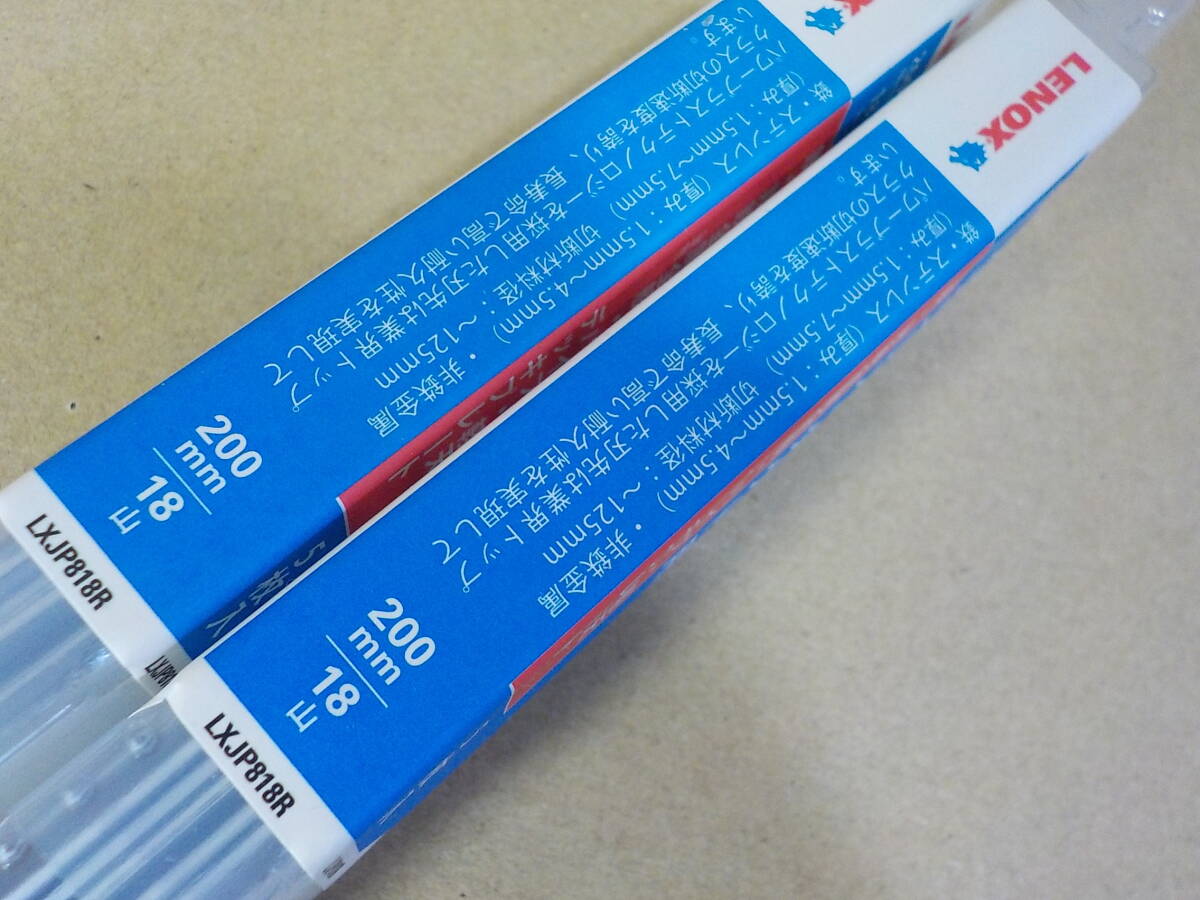 LENOX
鉄・ステンレス（厚み：1.5mm〜4.5mm）・非鉄金属
（厚み：1.5mm〜7.5mm） 切断材料径：〜125mm
パワーブラストテクノロジーを採用した刃先は業界トップ
クラスの切断速度を誇り、長寿命で高い耐久性を実現して
います。
200
mm
18
山
LXJP818R
5枚入
LENOX
鉄・ステンレス（厚み：1.5mm〜4.5mm）・非鉄金属
（厚み：1.5mm〜7.5mm） 切断材料径：〜125mm
パワーブラストテクノロジーを採用した刃先は業界トップ
クラスの切断速度を誇り、長寿命で高い耐久性を実現して
います。
200
mm
18
山
LXJP818R